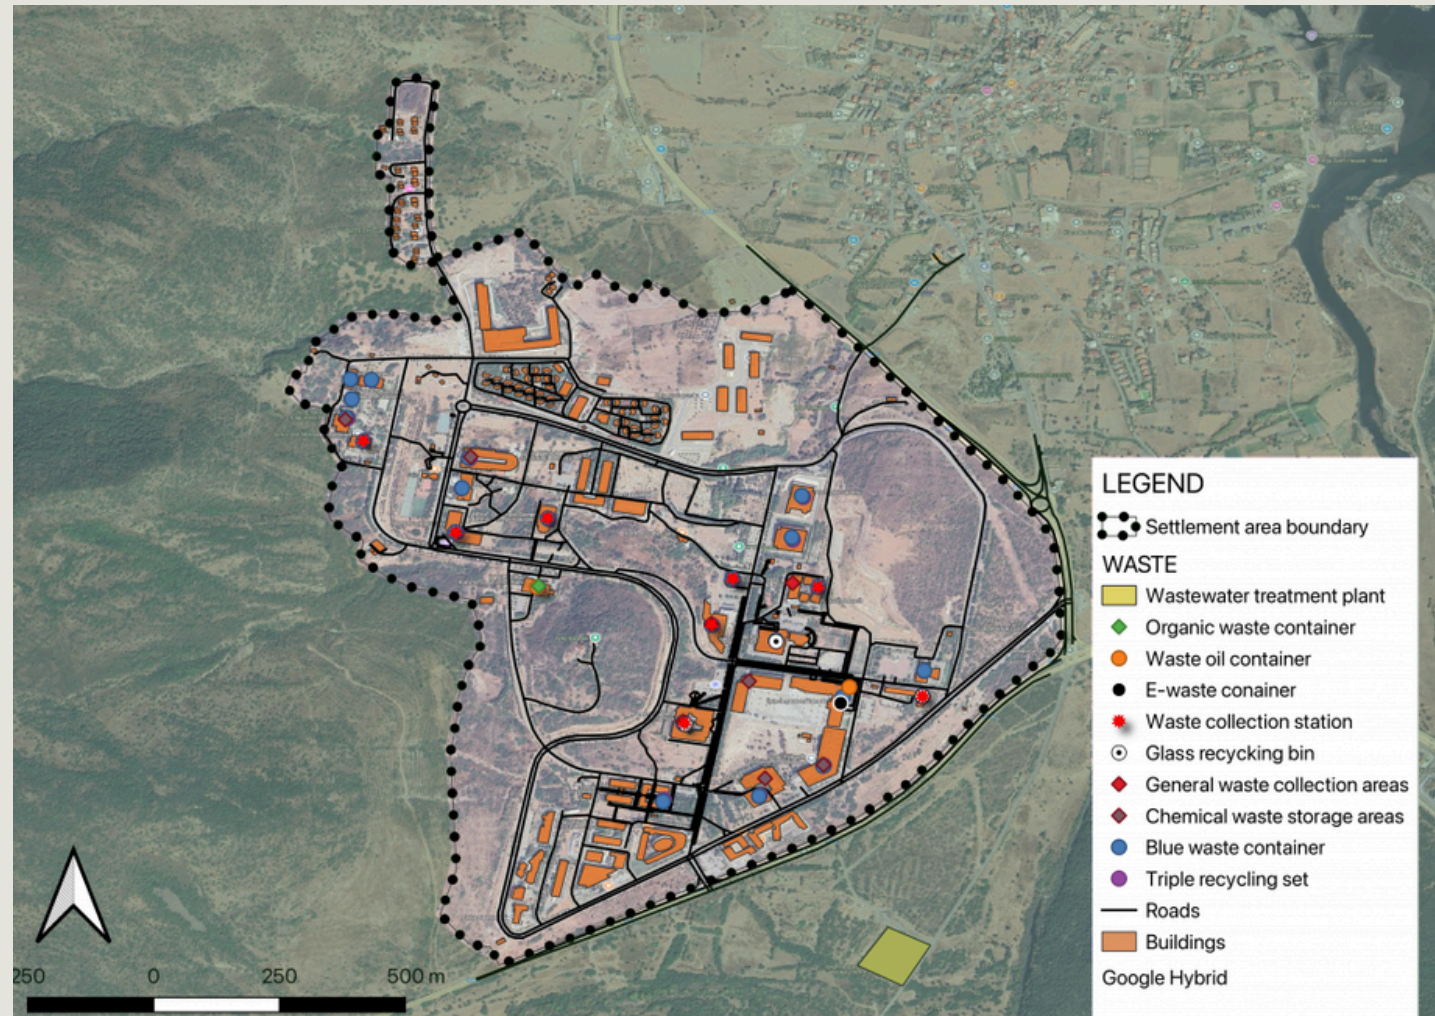 LEGEND
Settlement area boundary
WASTE
Wastewater treatment plant
Organic waste container
Waste oil container
E-waste conainer
Waste collection station
Glass recycking bin
General waste collection areas
Chemical waste storage areas
Blue waste container
Triple recycling set
Roads
Buildings
Google Hybrid
250 0 250 500 m